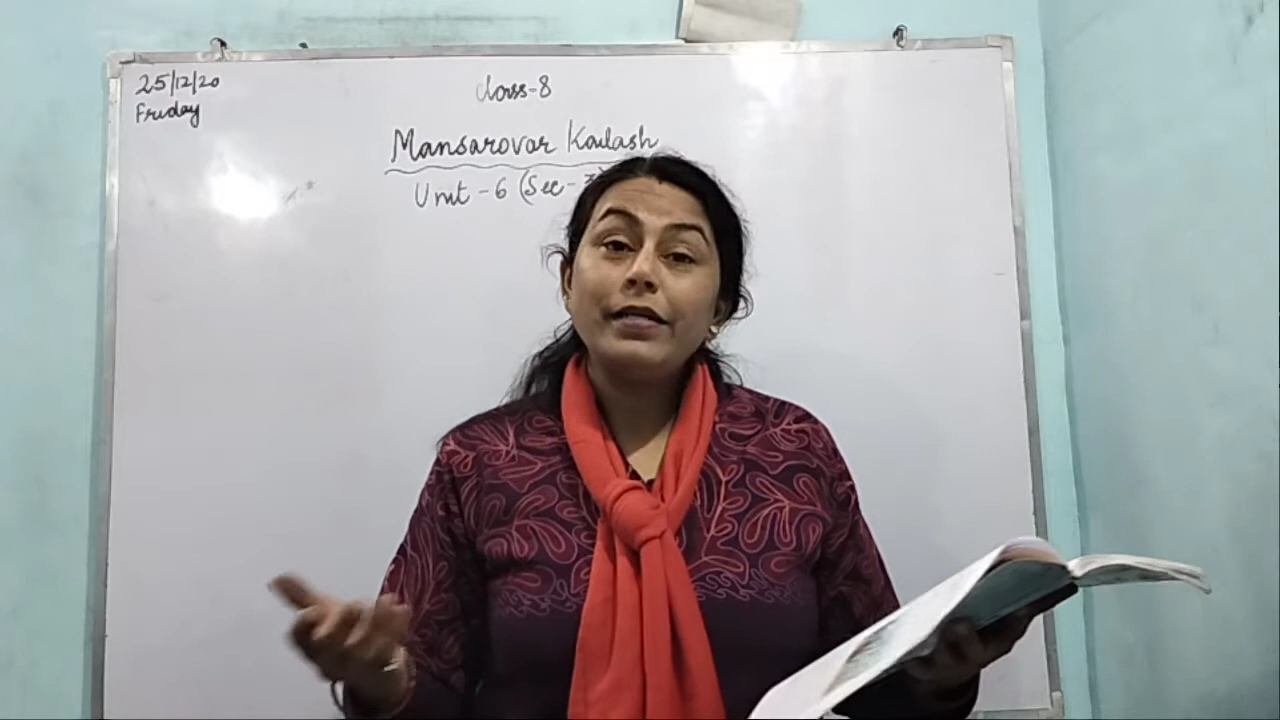 25/12/20
Friday
Class-8
Mansarovar Kailash
Unit-6 (Sec-